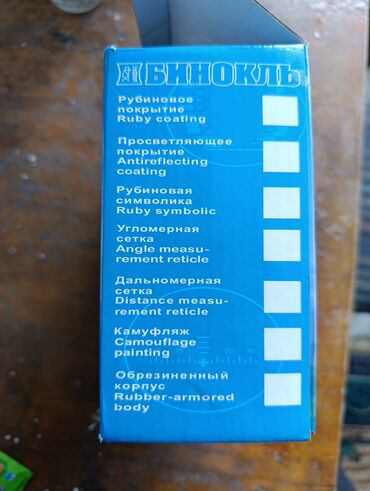 БИНОКЛЬ
Рубиновое
покрытие
Ruby coating
Просветляющее
покрытие
Antireflecting
coating
Рубиновая
символика
Ruby symbolic
Угломерная
сетка
Angle measu-
rement reticle
Дальномерная
сетка
Distance measu-
rement reticle
Камуфляж
Camouflage
painting
Обрезиненный
корпус
Rubber-armored
body